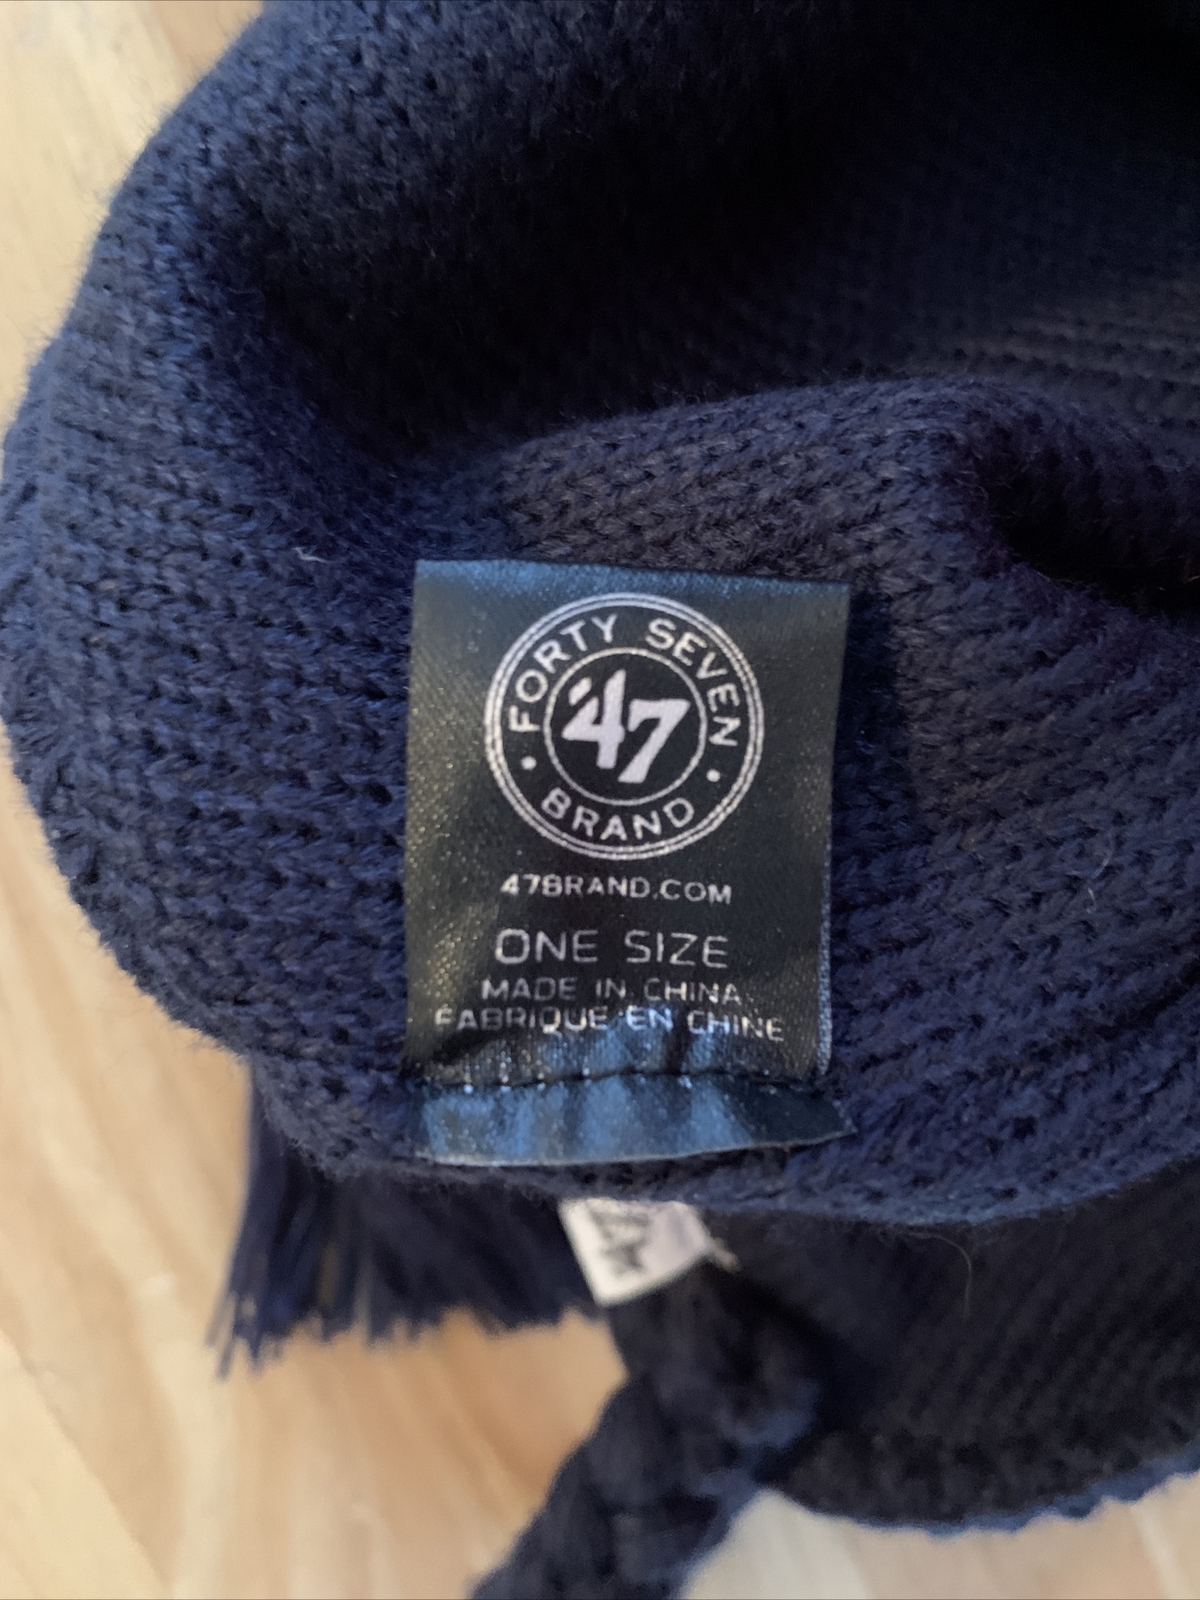 FORTY SEVEN
'47
BRAND
47BRAND.COM
ONE SIZE
MADE IN CHINA
FABRIQUE EN CHINE